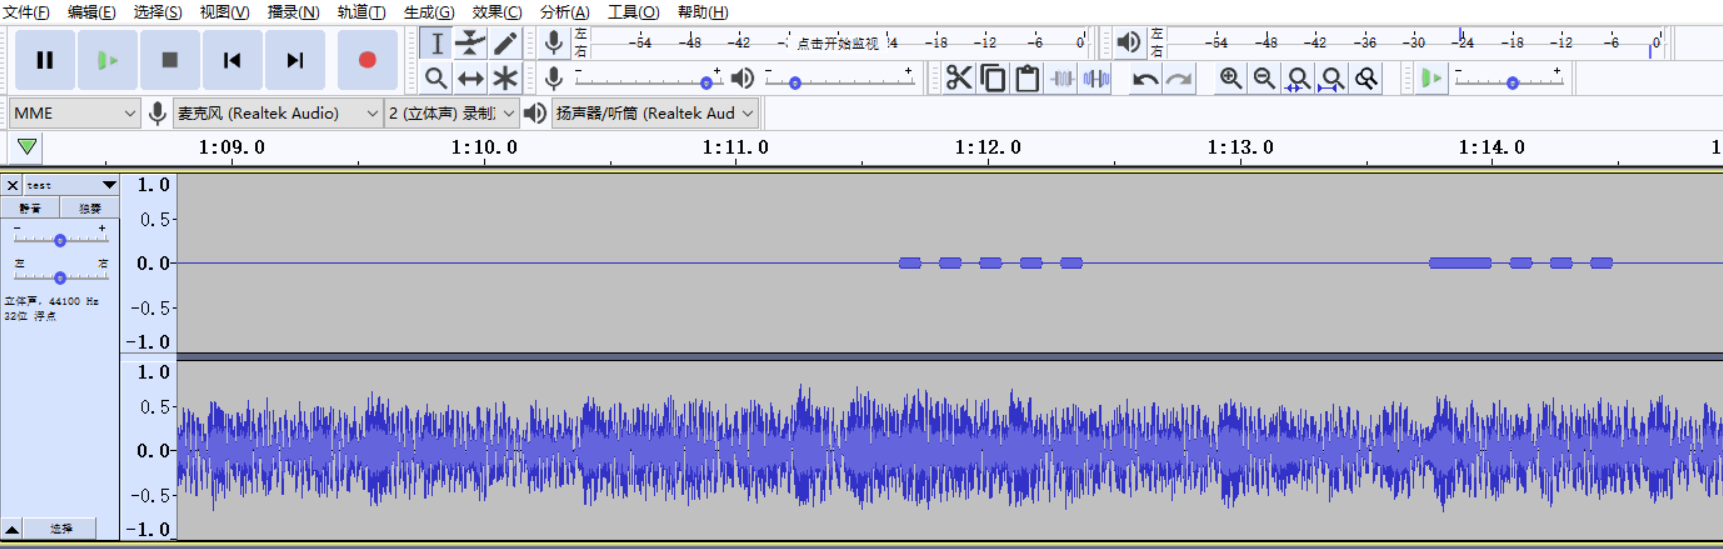 文件(F) 编辑(E) 选择(S) 视图(V) 播录(N) 轨道(T) 生成(G) 效果(C) 分析(A) 工具(O) 帮助(H)
左 右 -54 -48 -42 点击开始监视 -18 -12 -6 0
左 右 -54 -48 -42 -36 -30 -24 -18 -12 -6 0
MME 麦克风 (Realtek Audio) 2 (立体声) 录制 扬声器/听筒 (Realtek Aud
1:09.0 1:10.0 1:11.0 1:12.0 1:13.0 1:14.0 1
test
静音 独奏
- +
左 右
立体声, 44100 Hz
32位 浮点
选择
1.0
0.5
0.0
-0.5
-1.0
1.0
0.5
0.0
-0.5
-1.0